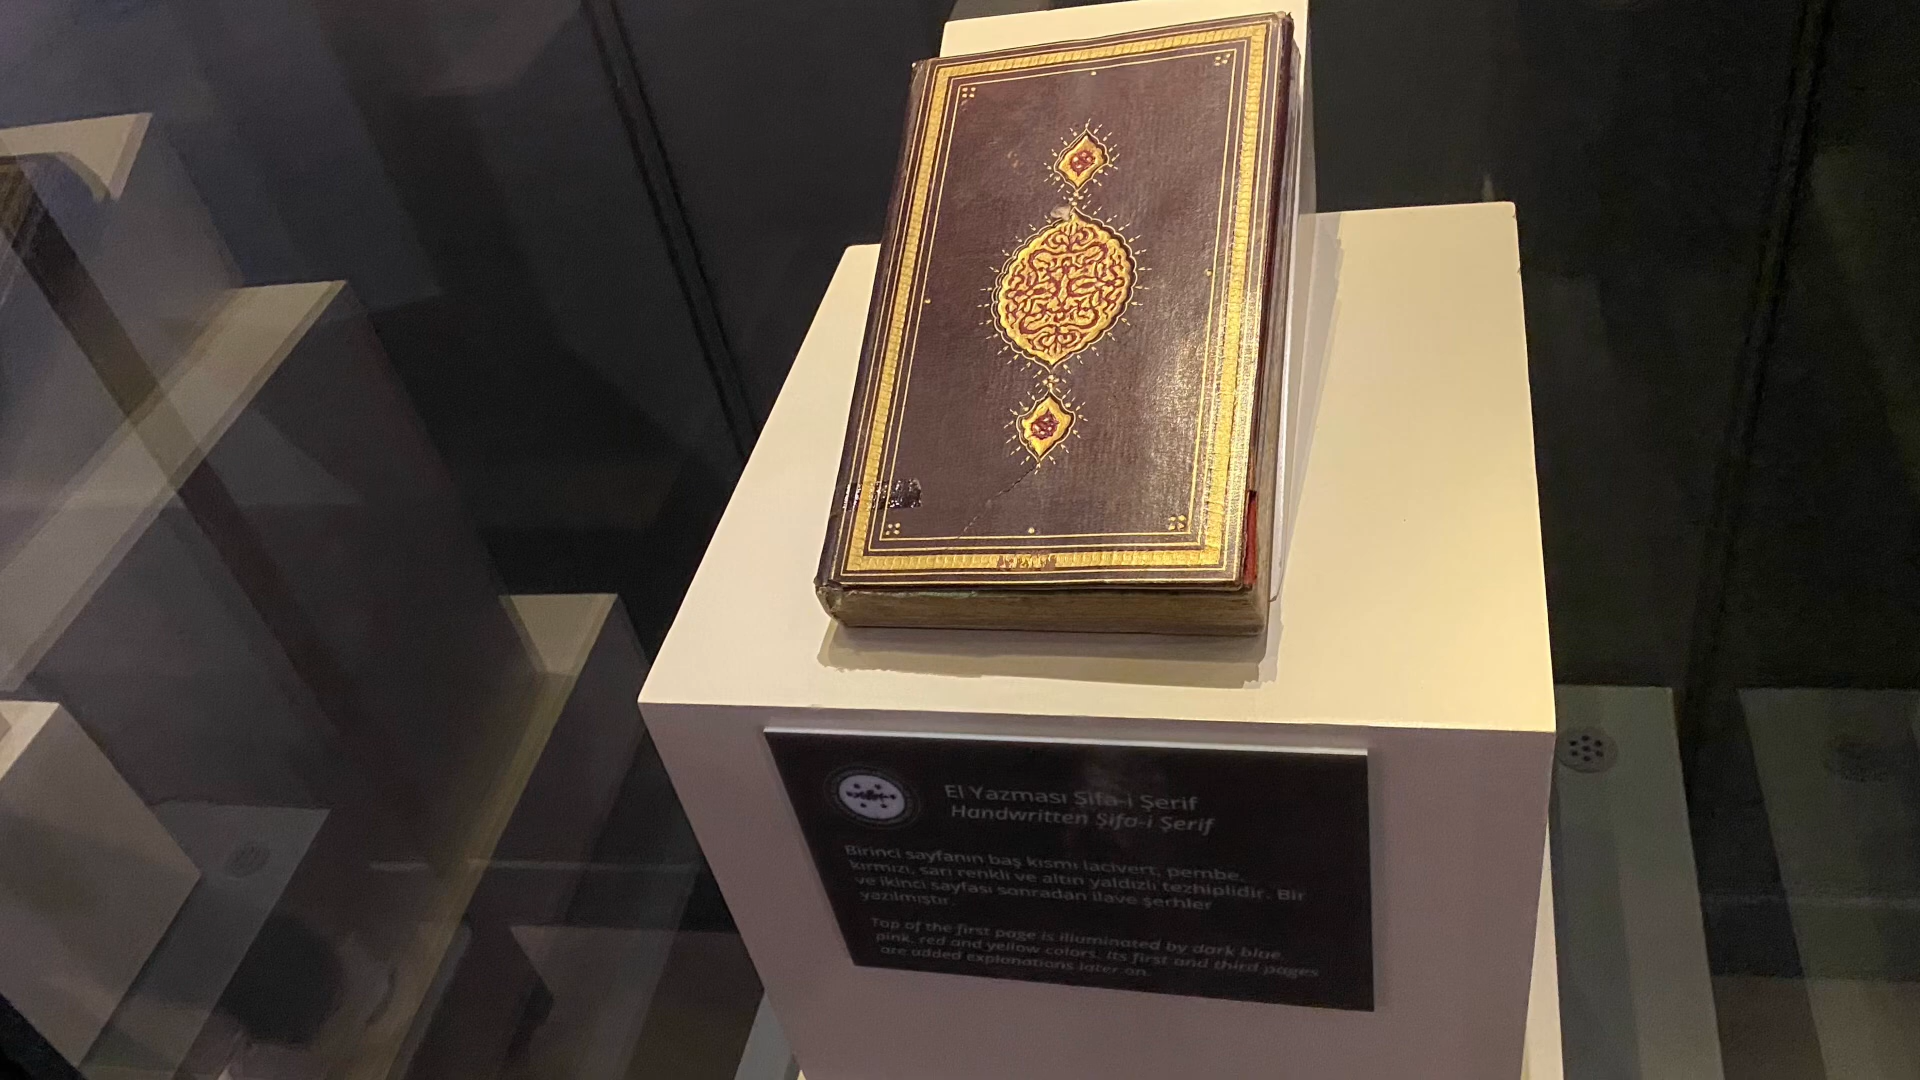 El Yazması Şifa-i Şerif
Handwritten Şifa-i Şerif
Birinci sayfanın baş kısmı lacivert, pembe,
kırmızı, sarı renkli ve altın yaldızlı tezhiplidir. Bir
ve ikinci sayfası sonradan ilave şerhler
yazılmıştır.
Top of the first page is illuminated by dark blue,
pink, red and yellow colors. Its first and third pages
are added explanations later on.